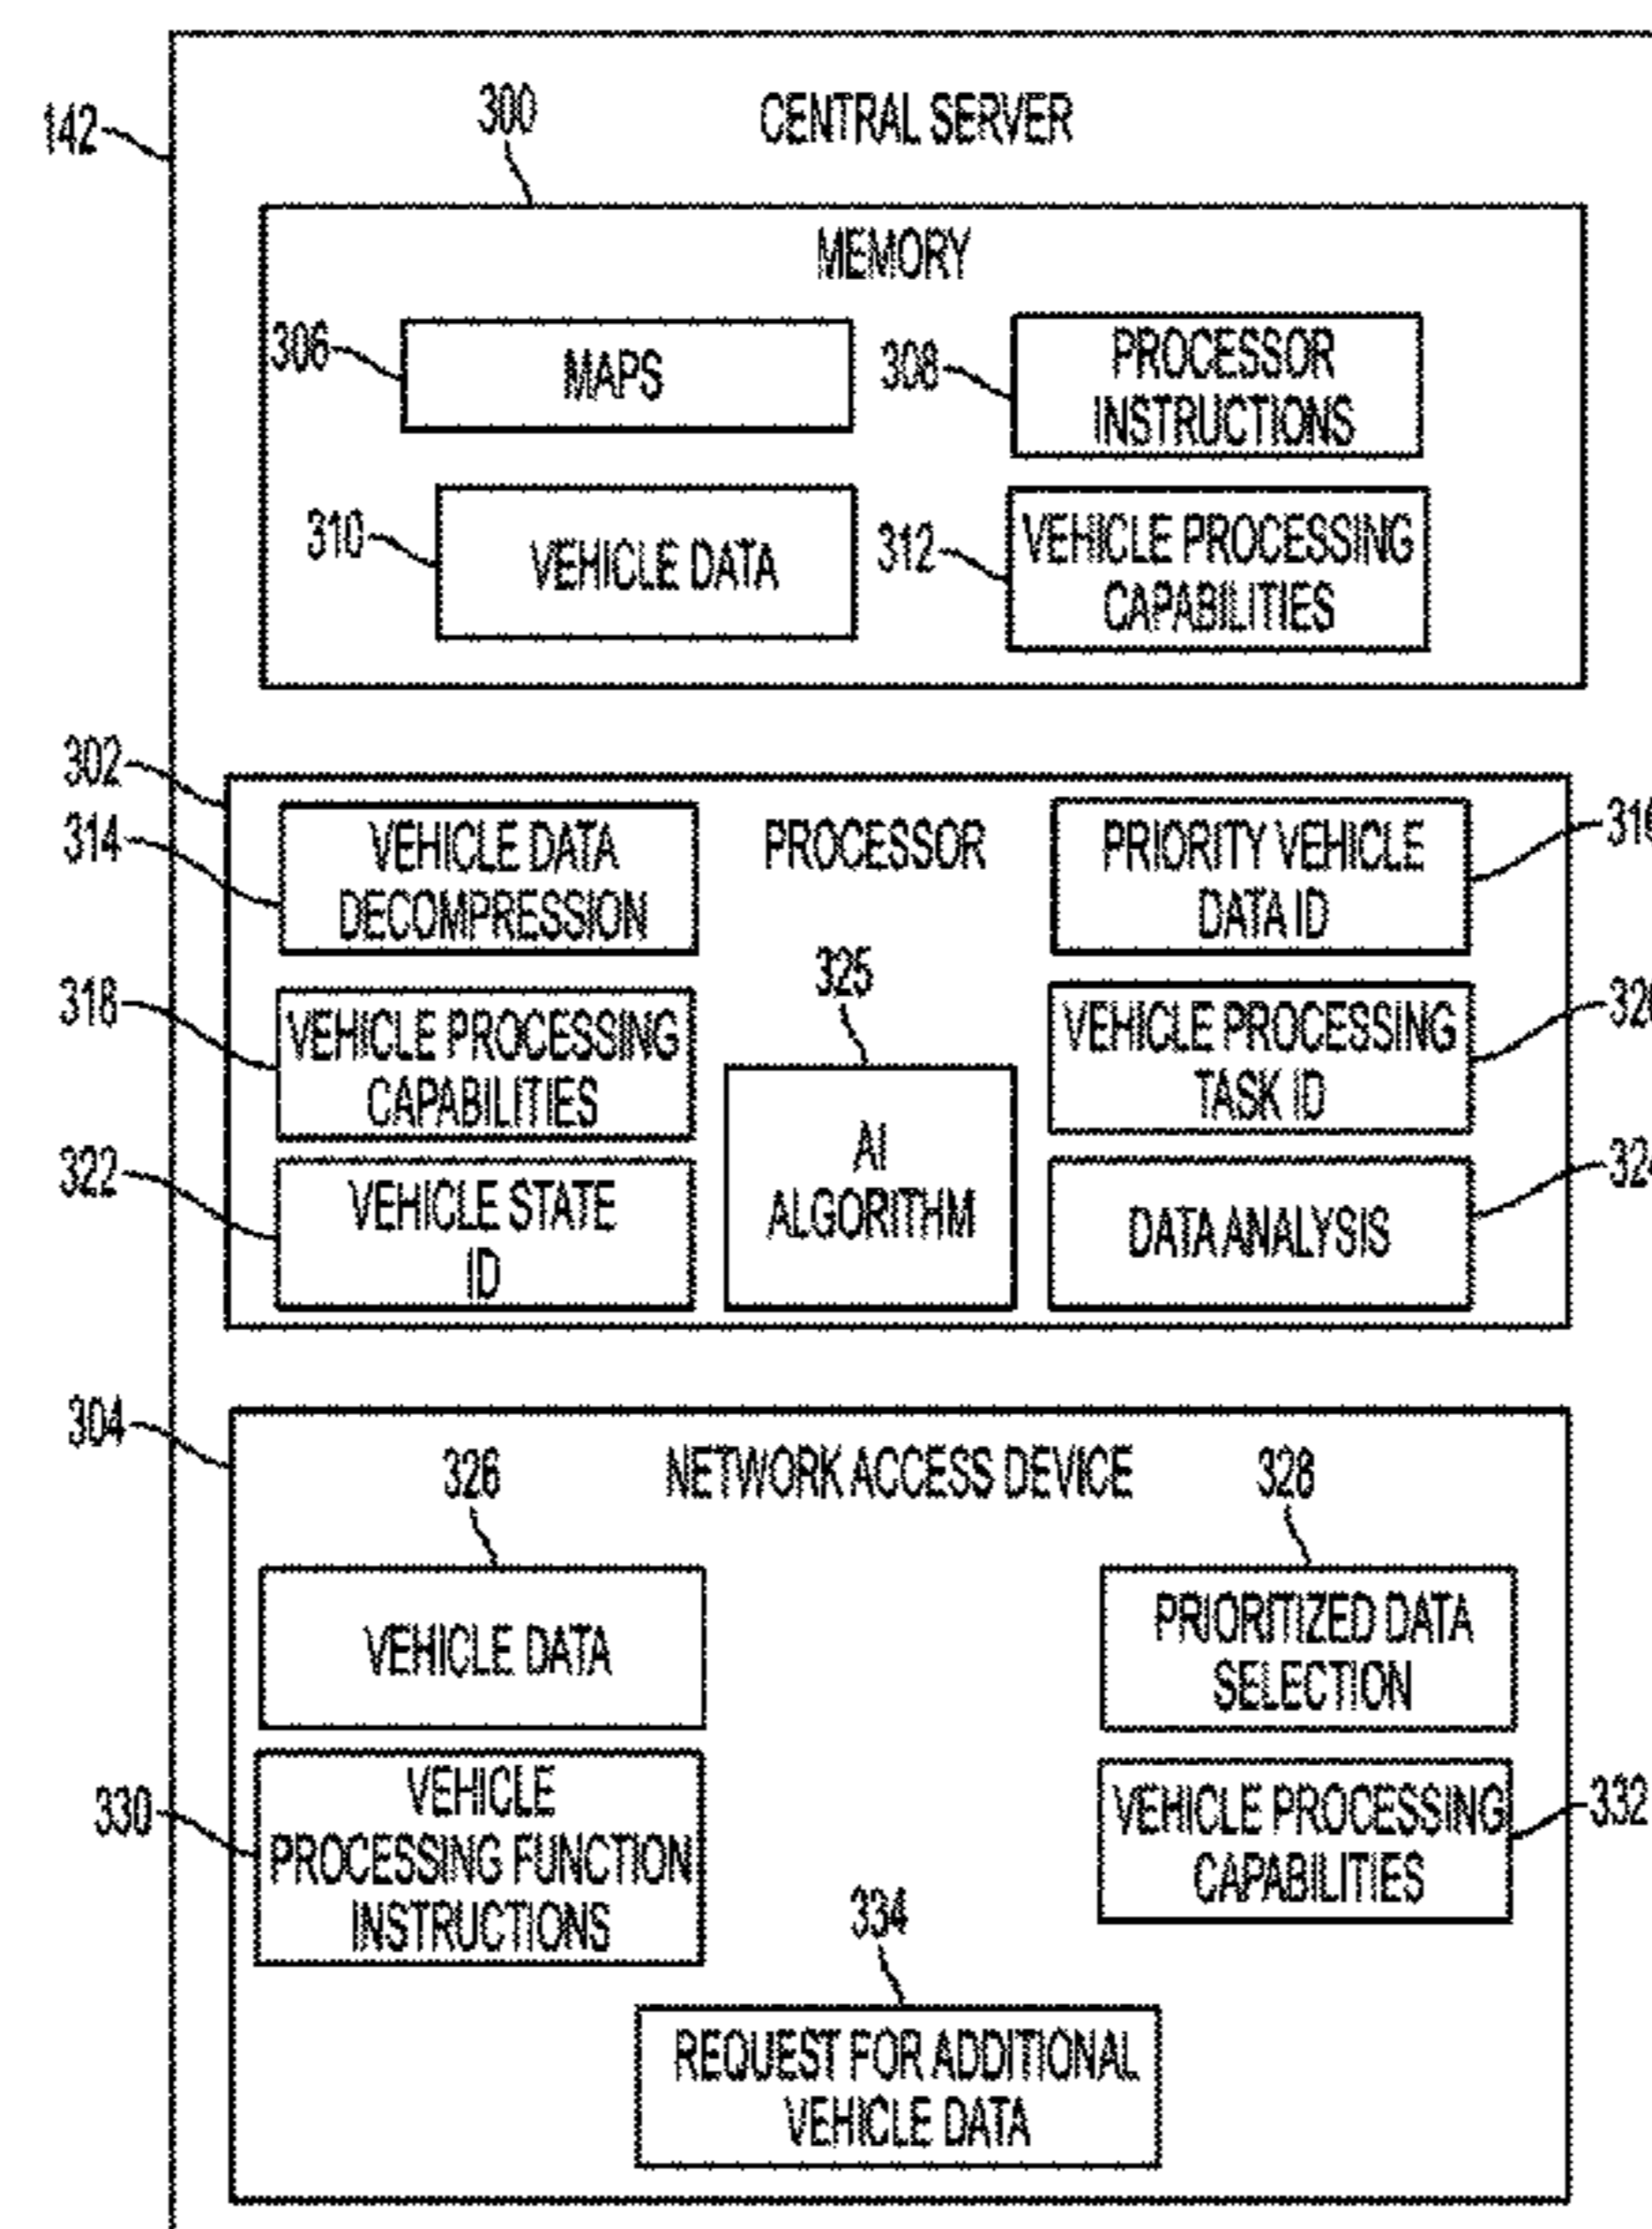 142
CENTRAL SERVER
300
MEMORY
306
MAPS
308
PROCESSOR
INSTRUCTIONS
310
VEHICLE DATA
312
VEHICLE PROCESSING
CAPABILITIES
302
PROCESSOR
314
VEHICLE DATA
DECOMPRESSION
PRIORITY VEHICLE
DATA ID
318
VEHICLE PROCESSING
CAPABILITIES
325
AI
ALGORITHM
VEHICLE PROCESSING
TASK ID
322
VEHICLE STATE
ID
DATA ANALYSIS
304
NETWORK ACCESS DEVICE
326
VEHICLE DATA
328
PRIORITIZED DATA
SELECTION
330
VEHICLE
PROCESSING FUNCTION
INSTRUCTIONS
VEHICLE PROCESSING
CAPABILITIES
332
334
REQUEST FOR ADDITIONAL
VEHICLE DATA